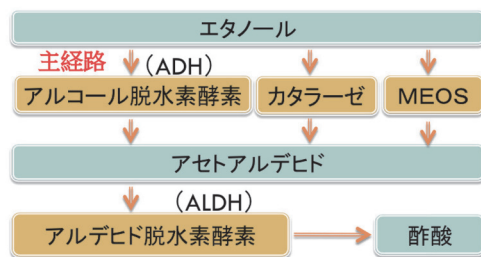 エタノール
主経路 (ADH)
アルコール脱水素酵素 カタラーゼ MEOS
アセトアルデヒド
(ALDH)
アルデヒド脱水素酵素 酢酸